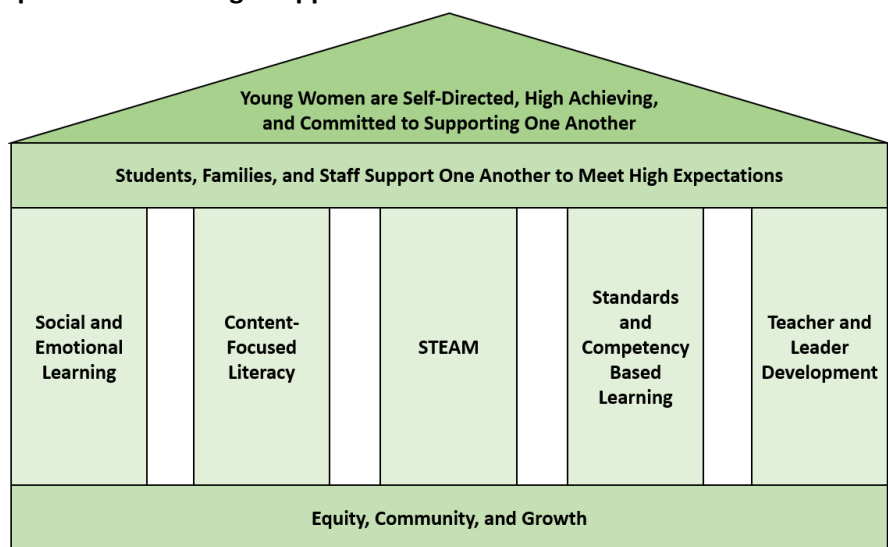 Young Women are Self-Directed, High Achieving,
and Committed to Supporting One Another
Students, Families, and Staff Support One Another to Meet High Expectations
Social and
Emotional
Learning
Content-
Focused
Literacy
STEAM
Standards
and
Competency
Based
Learning
Teacher and
Leader
Development
Equity, Community, and Growth